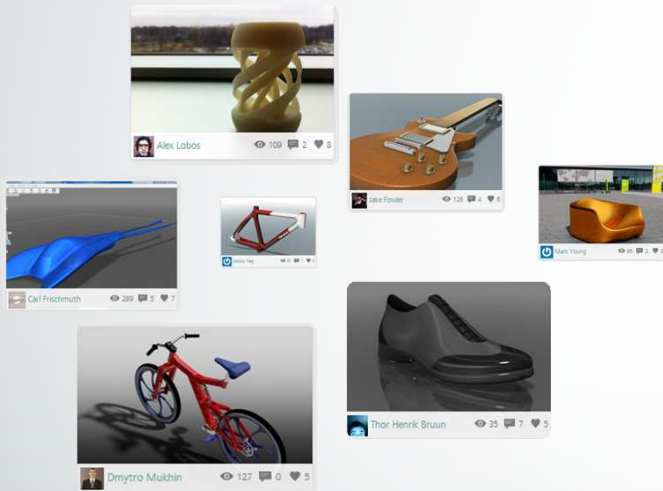 Alex Lobos 109 2 8
Jake Fowler 126 4 6
Mark Young
Carl Frischmuth 289 5 7
Thor Henrik Bruun 35 7 5
Dmytro Mukhin 127 0 5